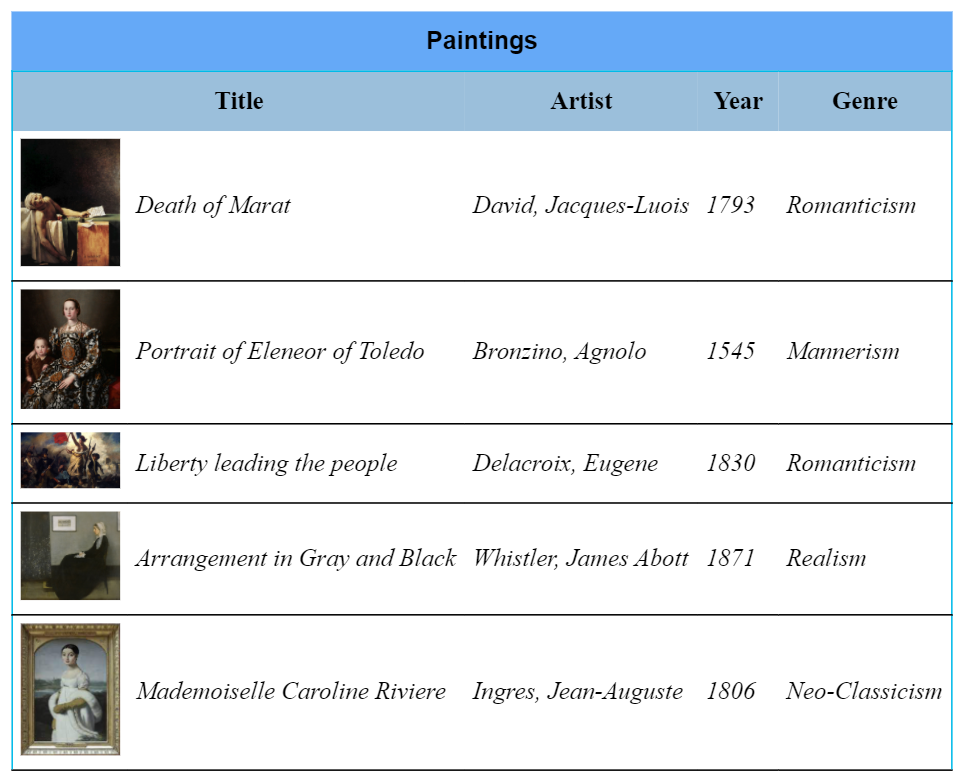 Paintings
Title Artist Year Genre
Death of Marat David, Jacques-Luois 1793 Romanticism
Portrait of Eleneor of Toledo Bronzino, Agnolo 1545 Mannerism
Liberty leading the people Delacroix, Eugene 1830 Romanticism
Arrangement in Gray and Black Whistler, James Abott 1871 Realism
Mademoiselle Caroline Riviere Ingres, Jean-Auguste 1806 Neo-Classicism